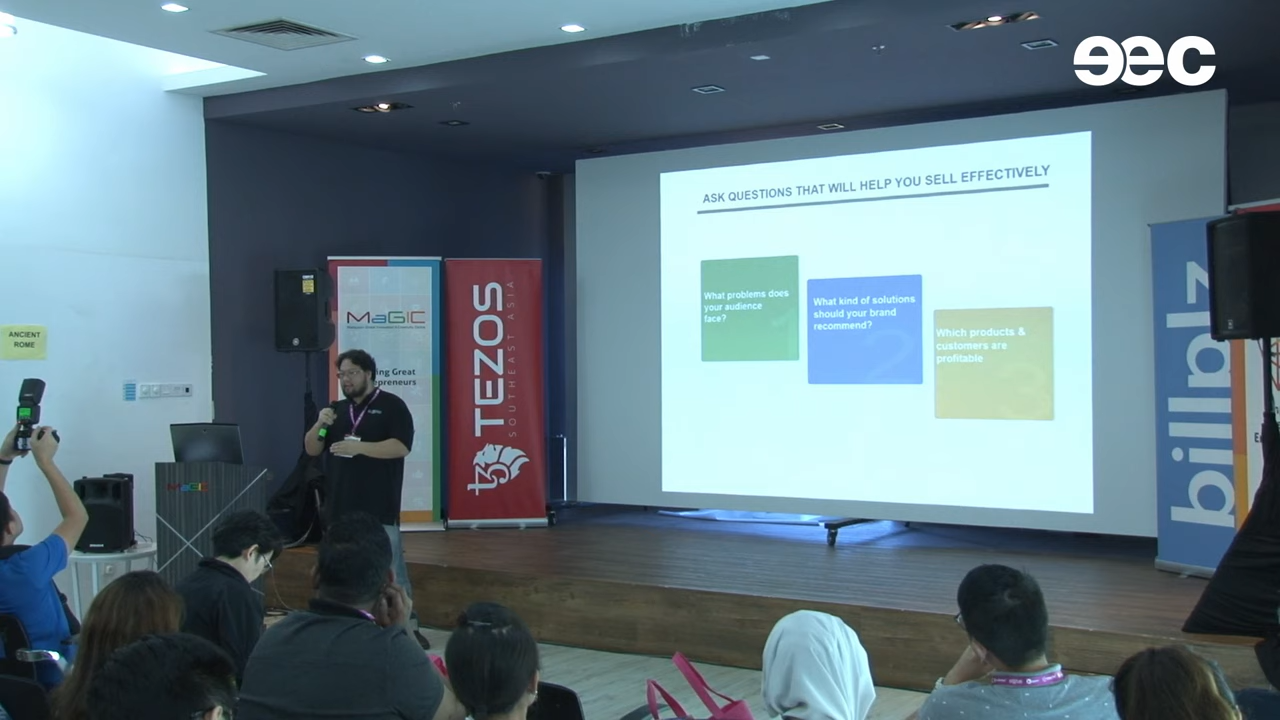 eec
ASK QUESTIONS THAT WILL HELP YOU SELL EFFECTIVELY
What problems does
your audience
face?
What kind of solutions
should your brand
recommend?
2
Which products &
customers are
profitable
MaGIC
ing Great
epreneurs
TEZOS
SOUTHEAST ASIA
billplz
ANCIENT
ROME
MaGIC